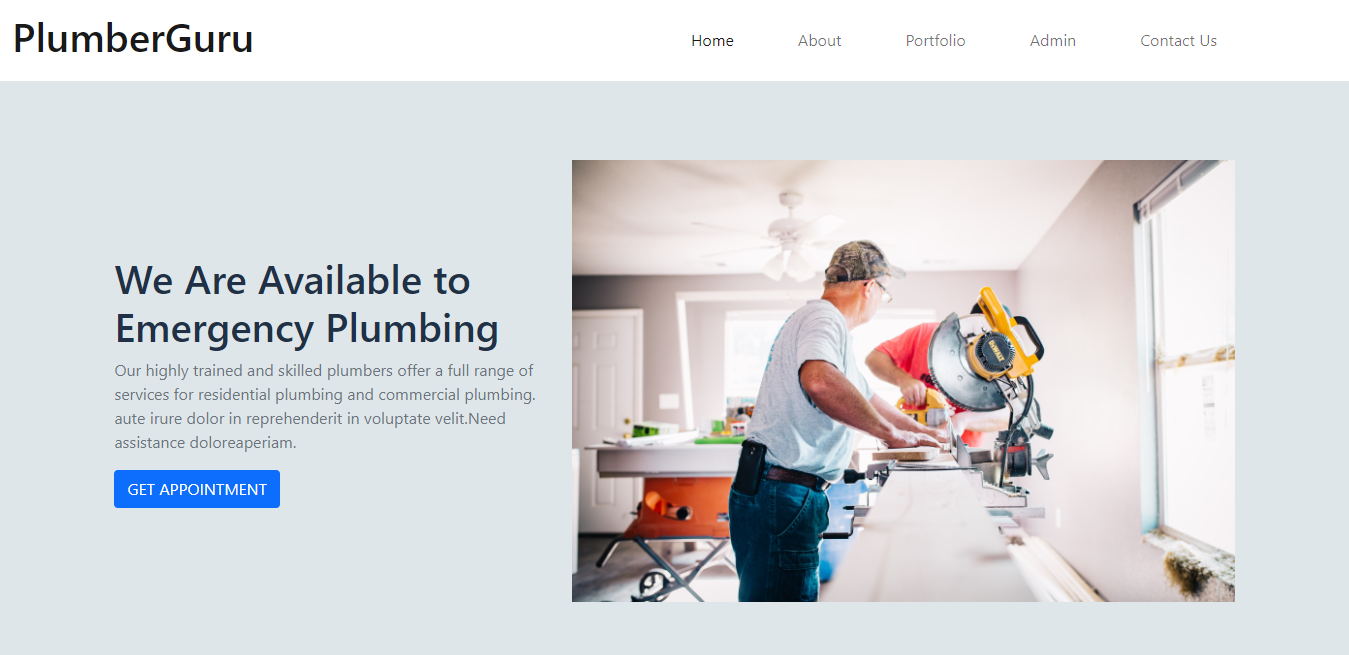 PlumberGuru
Home About Portfolio Admin Contact Us
We Are Available to
Emergency Plumbing
Our highly trained and skilled plumbers offer a full range of
services for residential plumbing and commercial plumbing.
aute irure dolor in reprehenderit in voluptate velit.Need
assistance doloreaperiam.
GET APPOINTMENT
DEWALT